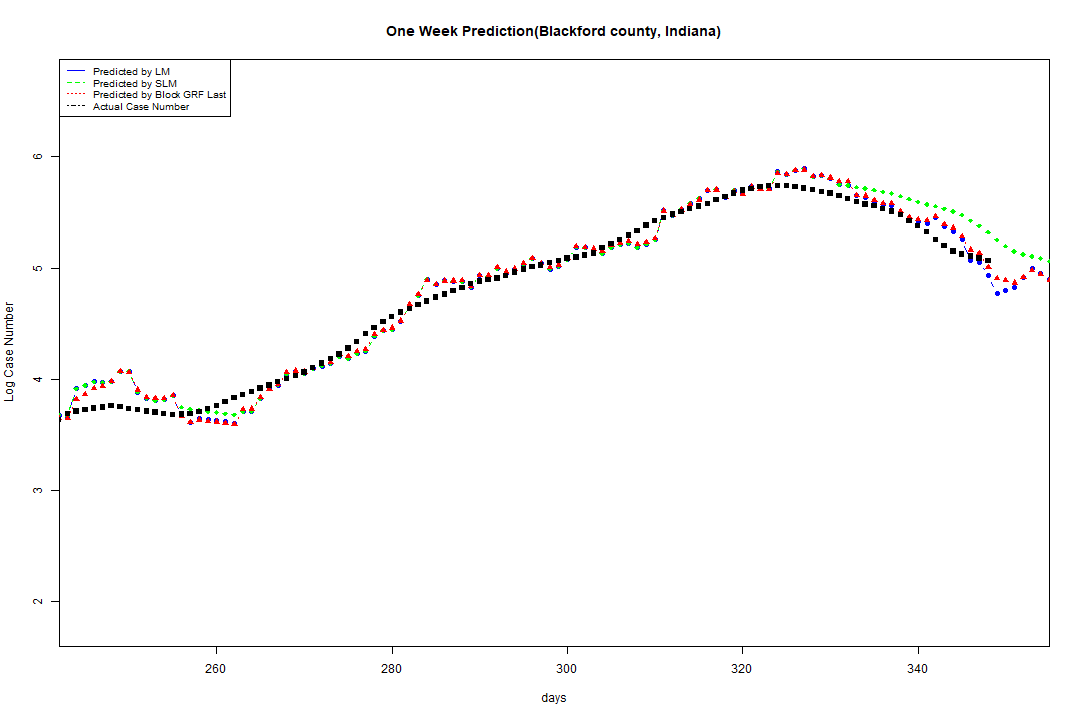 One Week Prediction(Blackford county, Indiana)
Predicted by LM
Predicted by SLM
Predicted by Block GRF Last
Actual Case Number
6
5
4
3
2
Log Case Number
260
280
300
320
340
days